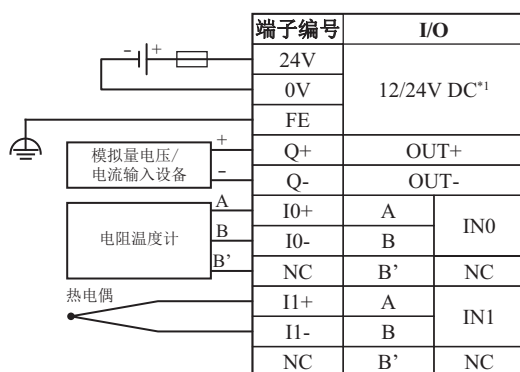 端子编号 I/O
- + 24V
0V 12/24V DC*1
FE
模拟量电压/ + Q+ OUT+
电流输入设备 - Q- OUT-
A I0+ A IN0
电阻温度计 B I0- B
B’ NC B’ NC
热电偶 I1+ A IN1
I1- B
NC B’ NC